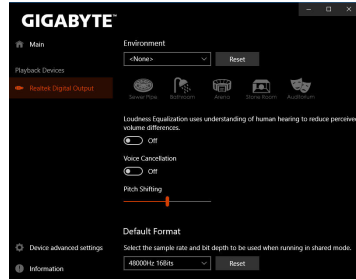 GIGABYTE™
Main
Playback Devices
Realtek Digital Output
Device advanced settings
Information
Environment
<None>
Reset
Sewer Pipe
Bathroom
Arena
Stone Room
Auditorium
Loudness Equalization uses understanding of human hearing to reduce perceived
volume differences.
Off
Voice Cancellation
Off
Pitch Shifting
Default Format
Select the sample rate and bit depth to be used when running in shared mode.
48000Hz 16Bits
Reset